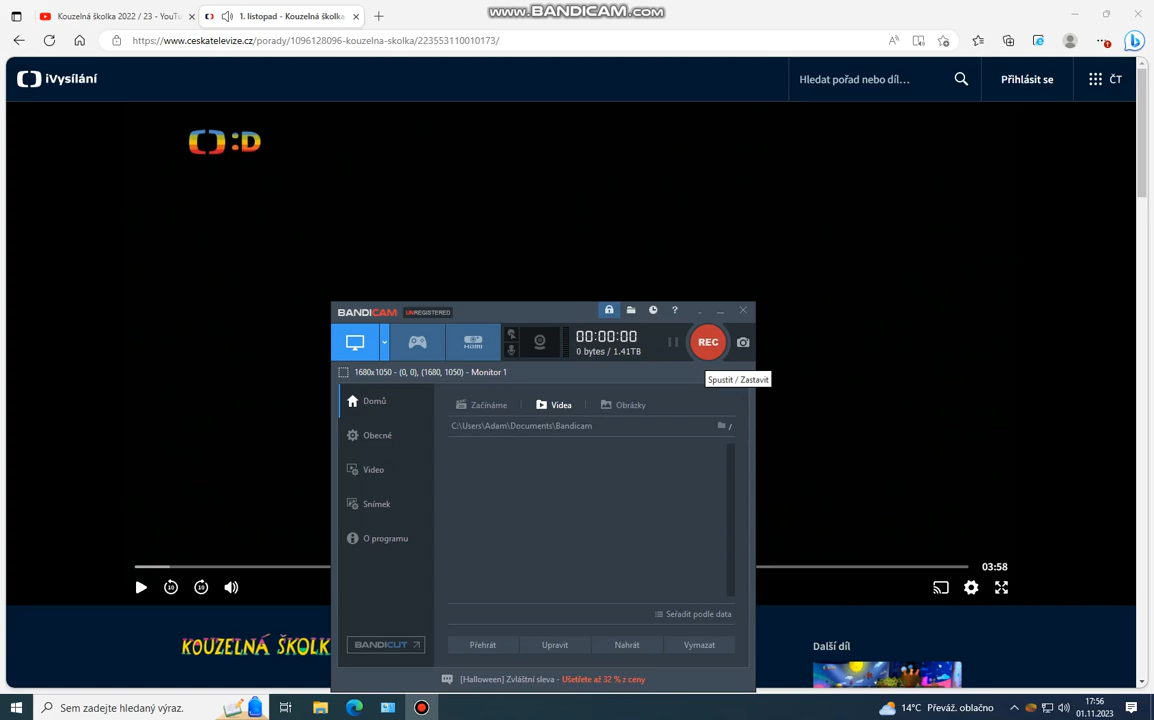 www.BANDICAM.com
Kouzelná školka 2022 / 23 - YouTu
1. listopad - Kouzelná školka
https://www.ceskatelevize.cz/porady/1096128096-kouzelna-skolka/223553110010173/
iVysílání
Hledat pořad nebo díl...
Přihlásit se
ČT
:D
BANDICAM
UNREGISTERED
?
HDMI
00:00:00
0 bytes / 1.41TB
REC
1680x1050 - (0, 0), (1680, 1050) - Monitor 1
Spustit / Zastavit
Domů
Začínáme
Videa
Obrázky
C:\Users\Adam\Documents\Bandicam
/
Obecné
Video
Snímek
O programu
03:58
10
10
Seřadit podle data
BANDICUT
Přehrát
Upravit
Nahrát
Vymazat
KOUZELNÁ ŠKOLK
Další díl
[Halloween] Zvláštní sleva - Ušetřete až 32 % z ceny
Sem zadejte hledaný výraz.
14°C Převáž. oblačno
17:56
01.11.2023